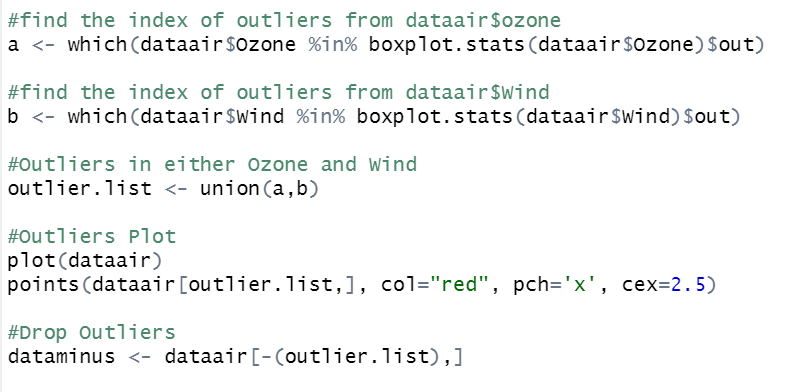 #find the index of outliers from dataair$ozone
a <- which(dataair$Ozone %in% boxplot.stats(dataair$Ozone)$out)
#find the index of outliers from dataair$Wind
b <- which(dataair$Wind %in% boxplot.stats(dataair$Wind)$out)
#Outliers in either Ozone and Wind
outlier.list <- union(a,b)
#Outliers Plot
plot(dataair)
points(dataair[outlier.list,], col="red", pch='x', cex=2.5)
#Drop Outliers
dataminus <- dataair[-(outlier.list),]